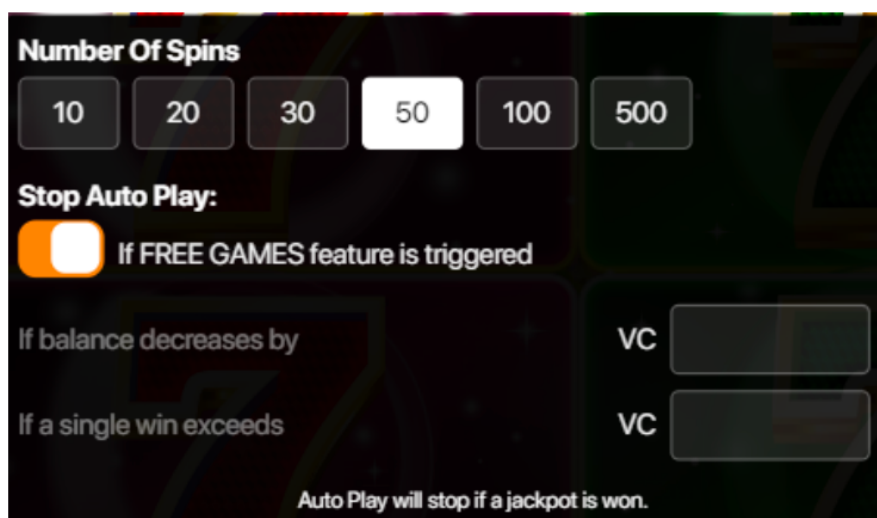 Number Of Spins
10 20 30 50 100 500
Stop Auto Play:
If FREE GAMES feature is triggered
If balance decreases by VC
If a single win exceeds VC
Auto Play will stop if a jackpot is won.